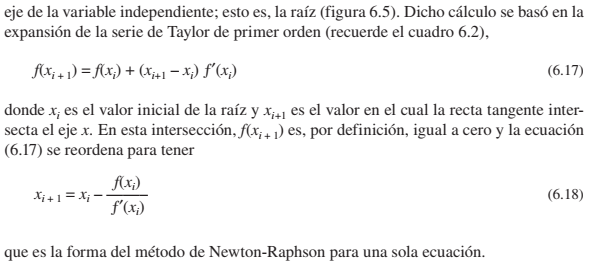 eje de la variable independiente; esto es, la raíz (figura 6.5). Dicho cálculo se basó en la
expansión de la serie de Taylor de primer orden (recuerde el cuadro 6.2),
f(x_{i + 1}) = f(x_i) + (x_{i+1} – x_i) f′(x_i) (6.17)
donde x_i es el valor inicial de la raíz y x_{i+1} es el valor en el cual la recta tangente inter-
secta el eje x. En esta intersección, f(x_{i + 1}) es, por definición, igual a cero y la ecuación
(6.17) se reordena para tener
x_{i + 1} = x_i – f(x_i) / f′(x_i) (6.18)
que es la forma del método de Newton-Raphson para una sola ecuación.